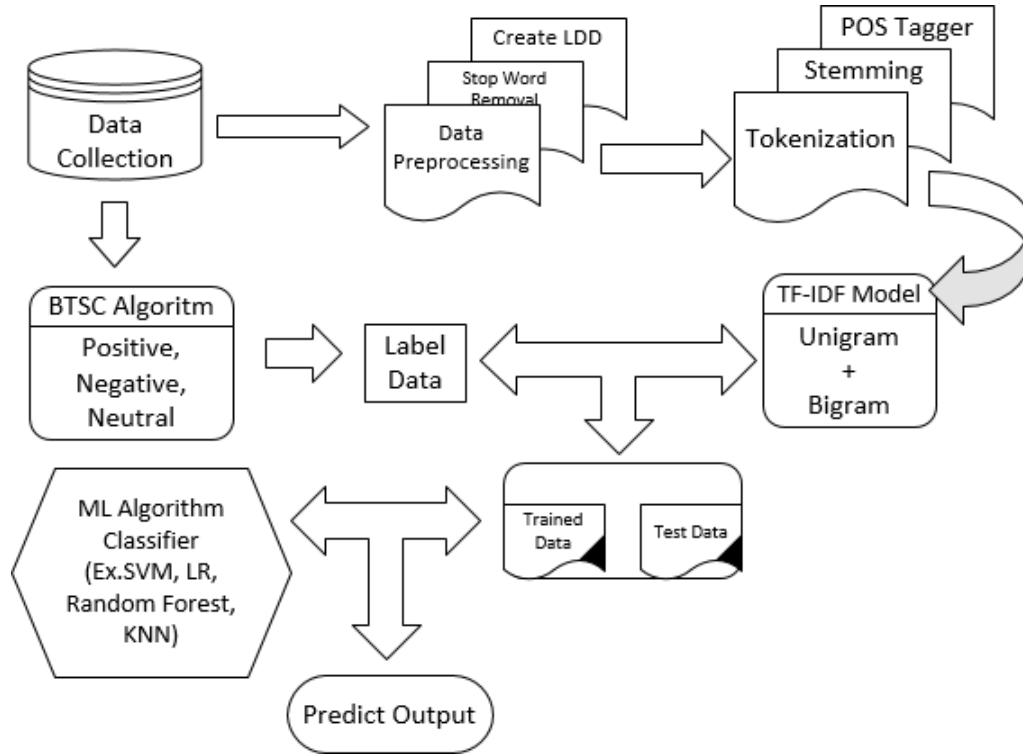 Data
Collection
Create LDD
Stop Word
Removal
Data
Preprocessing
POS Tagger
Stemming
Tokenization
BTSC Algoritm
Positive,
Negative,
Neutral
Label
Data
TF-IDF Model
Unigram
+
Bigram
ML Algorithm
Classifier
(Ex.SVM, LR,
Random Forest,
KNN)
Trained
Data
Test Data
Predict Output